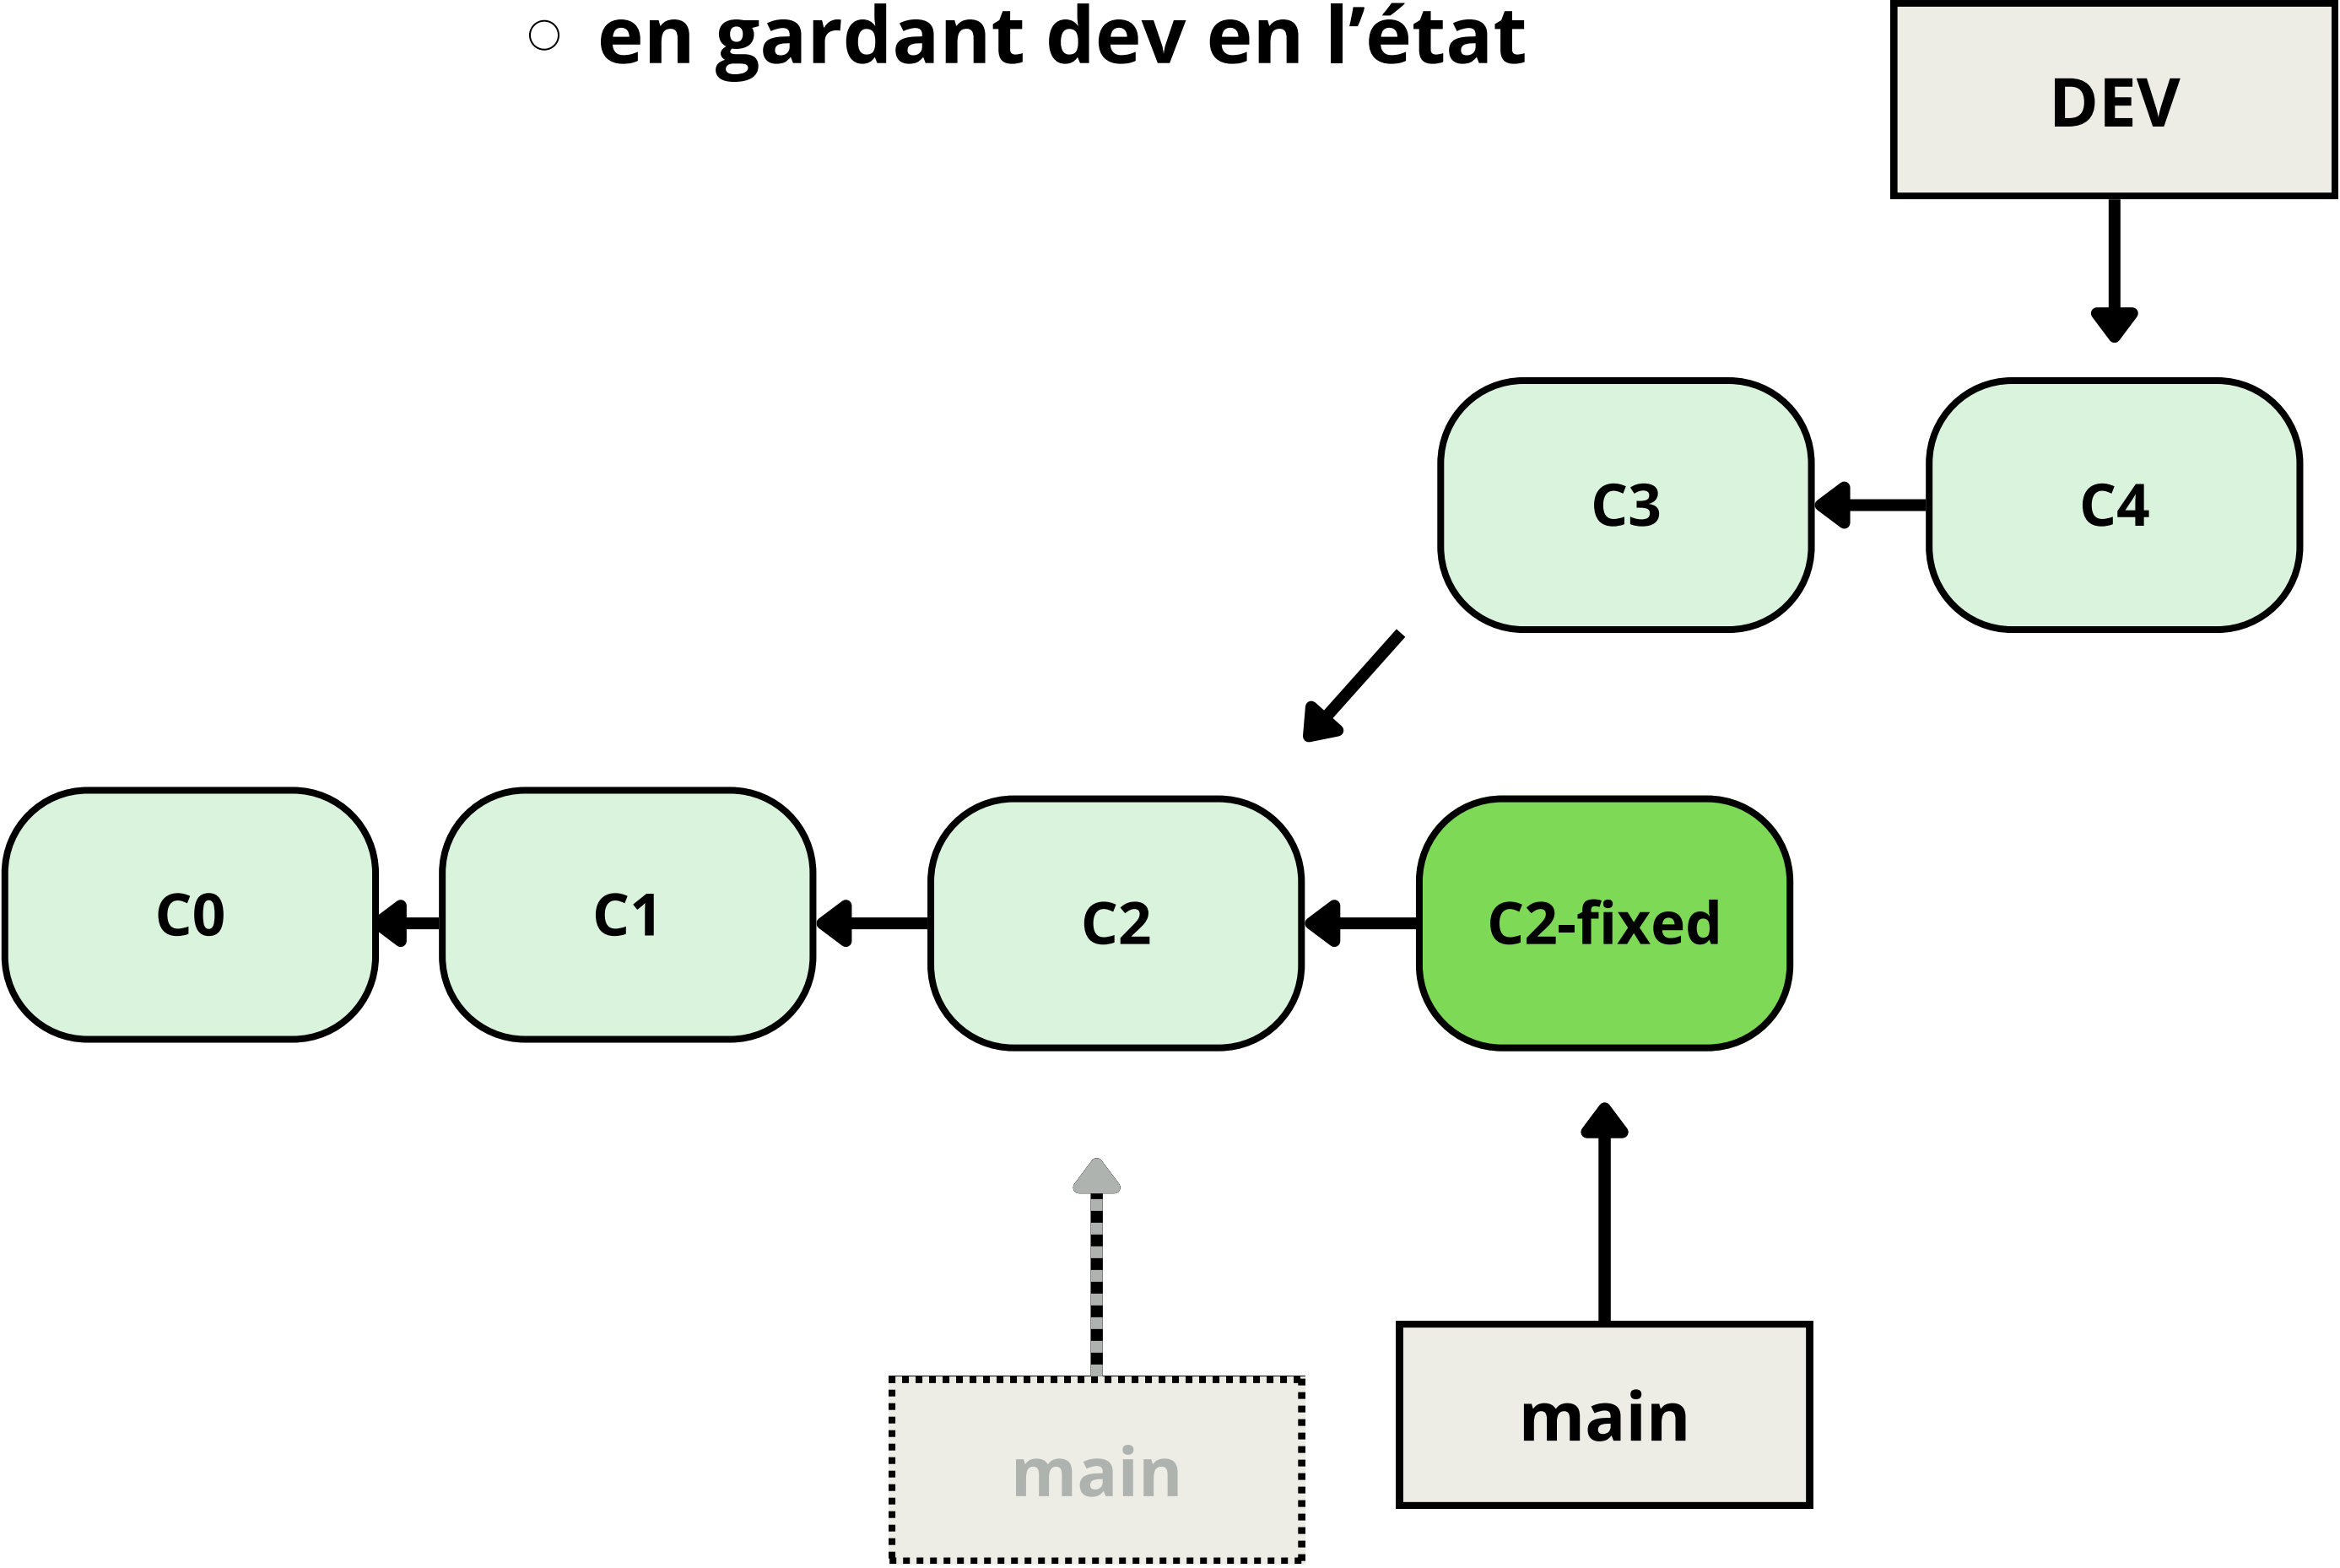 ○ en gardant dev en l'état
DEV
C3
C4
C0
C1
C2
C2-fixed
main
main